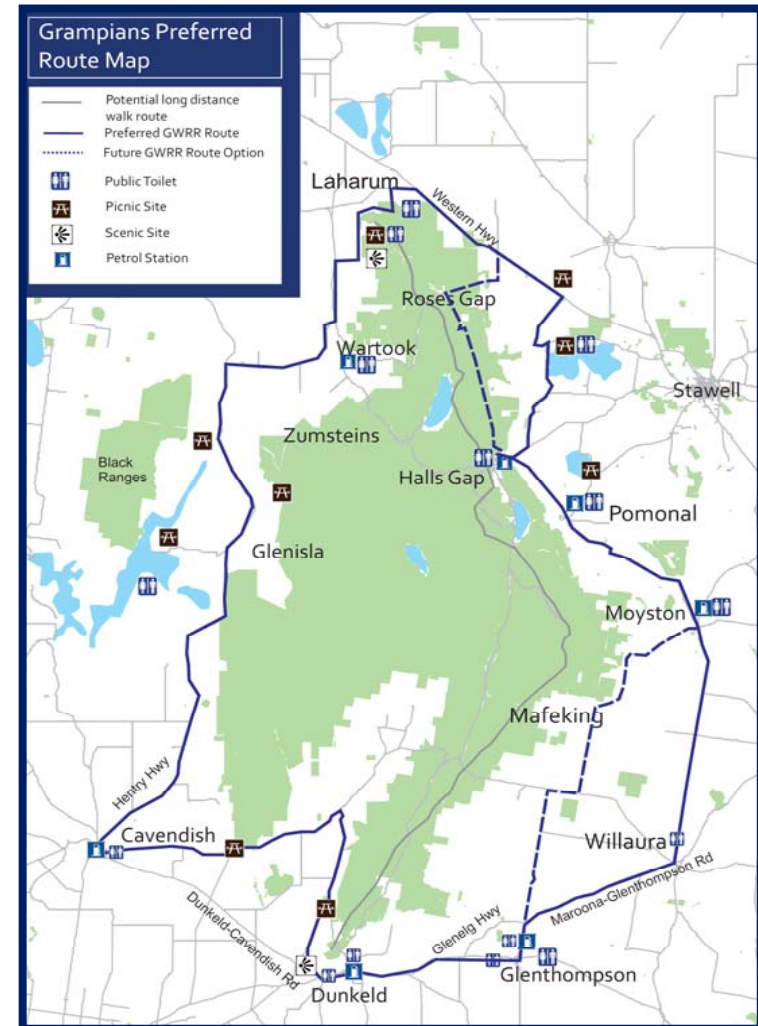 Grampians Preferred
Route Map
Potential long distance
walk route
Preferred GWRR Route
Future GWRR Route Option
Public Toilet
Picnic Site
Scenic Site
Petrol Station
Laharum
Western Hwy
Roses Gap
Wartook
Stawell
Zumsteins
Black
Ranges
Halls Gap
Pomonal
Glenisla
Moyston
Mafeking
Hentry Hwy
Cavendish
Willaura
Maroona-Glenthompson Rd
Dunkeld-Cavendish Rd
Glenelg Hwy
Glenthompson
Dunkeld